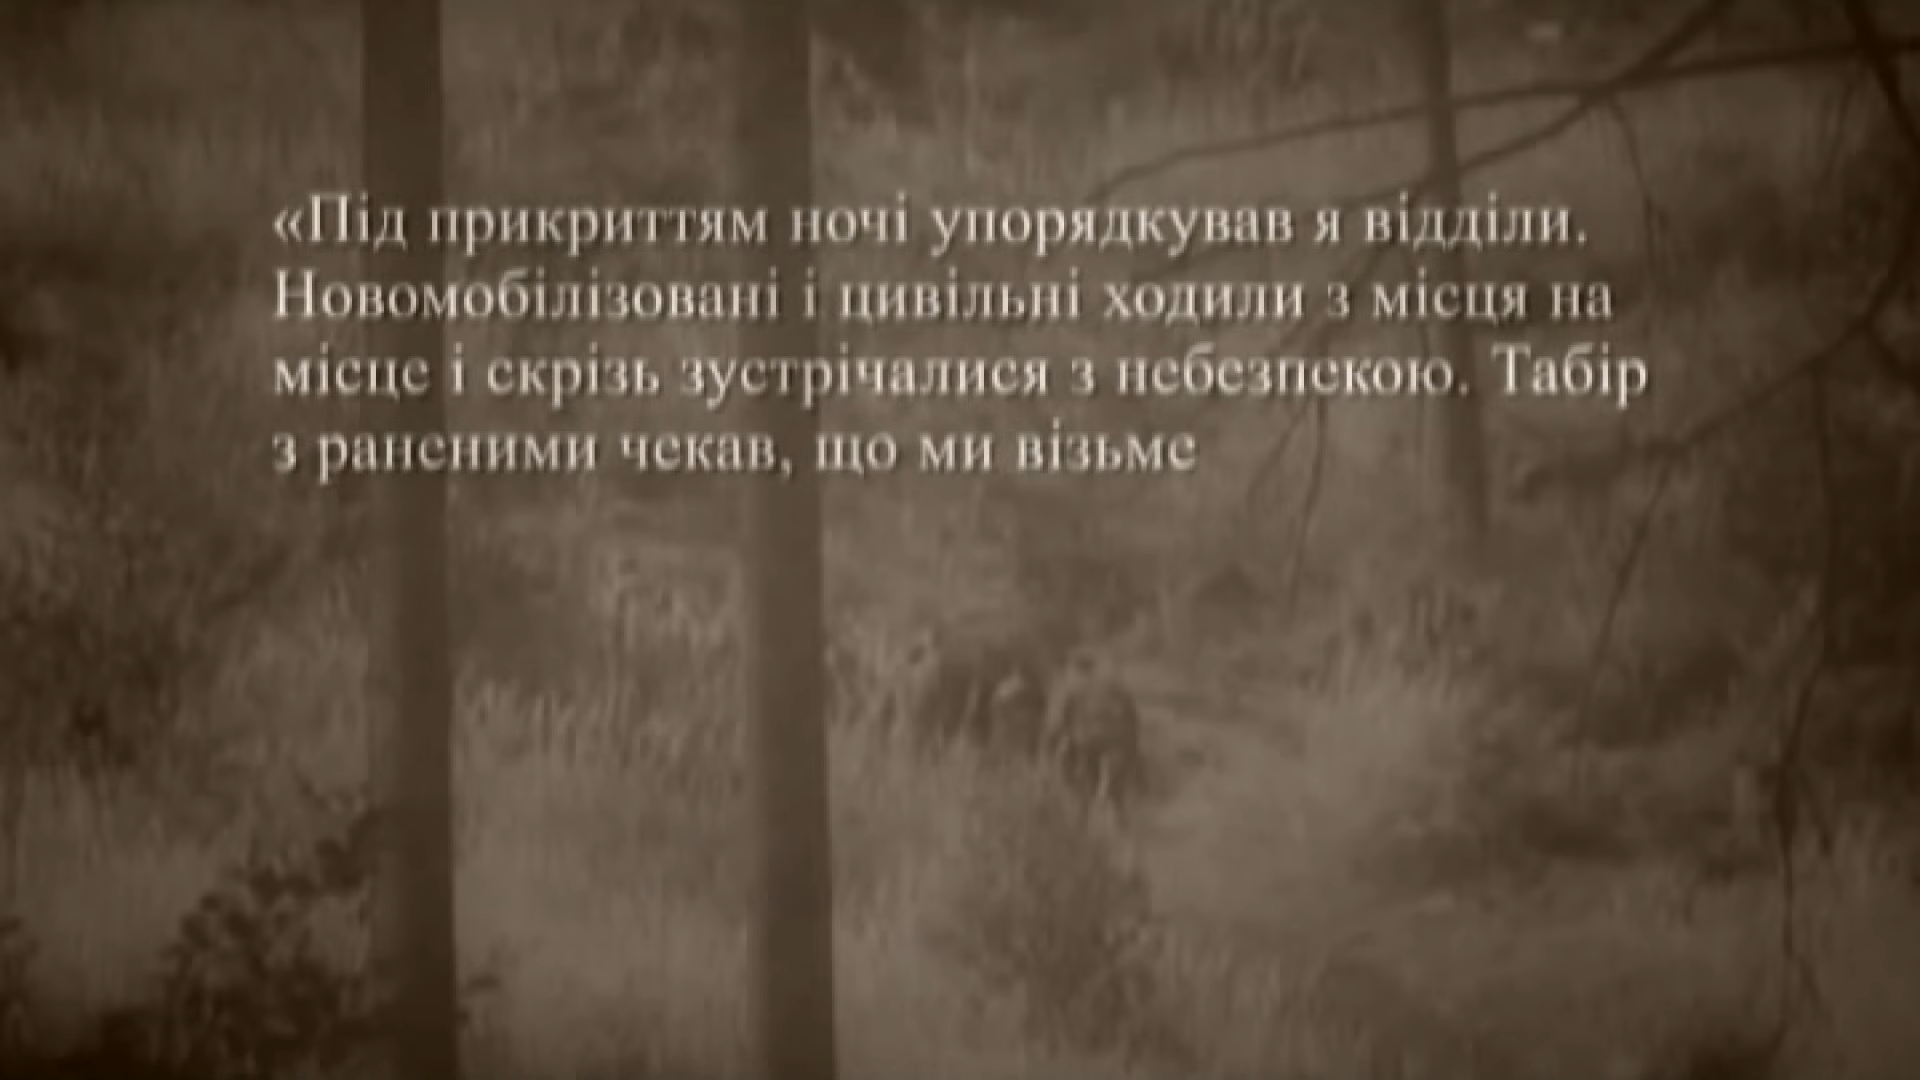 «Під прикриттям ночі упорядкував я відділи.
Новомобілізовані і цивільні ходили з місця на
місце і скрізь зустрічалися з небезпекою. Табір
з раненими чекав, що ми візьме